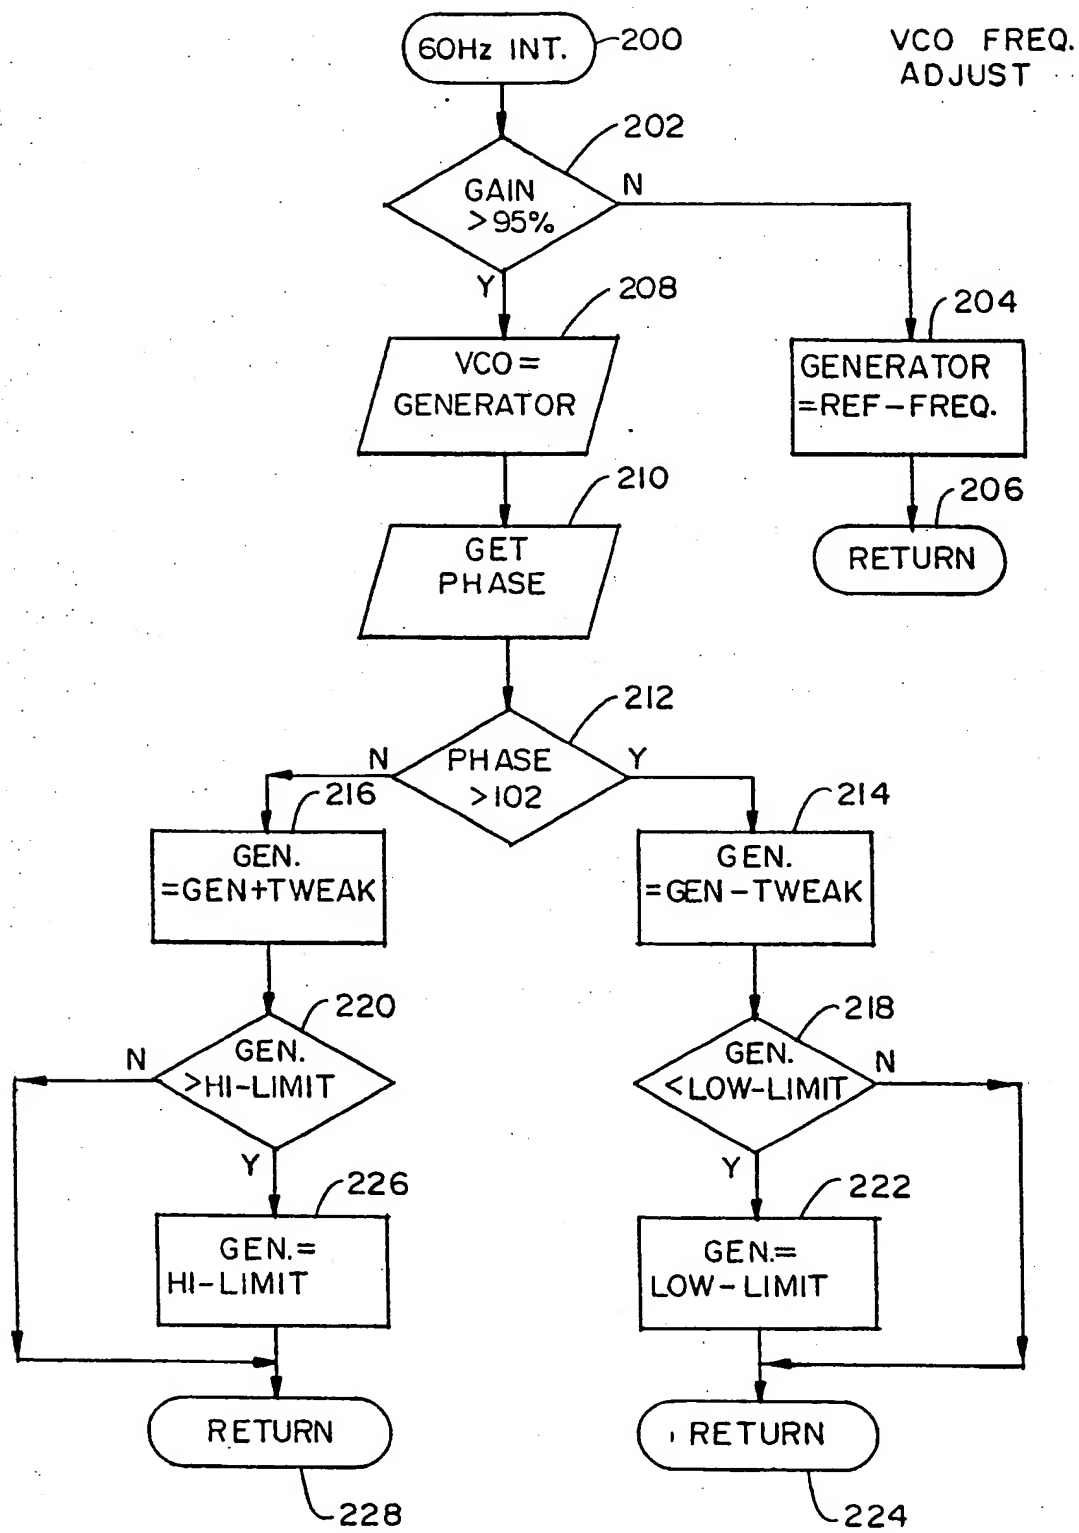 60Hz INT.
200
VCO FREQ.
ADJUST
202
GAIN
>95%
N
Y
208
VCO=
GENERATOR
204
GENERATOR
=REF-FREQ.
210
GET
PHASE
206
RETURN
212
PHASE
>102
N
Y
216
GEN.
=GEN+TWEAK
214
GEN.
=GEN-TWEAK
220
GEN.
>HI-LIMIT
N
Y
218
GEN.
<LOW-LIMIT
N
Y
226
GEN.=
HI-LIMIT
222
GEN.=
LOW-LIMIT
RETURN
228
RETURN
224